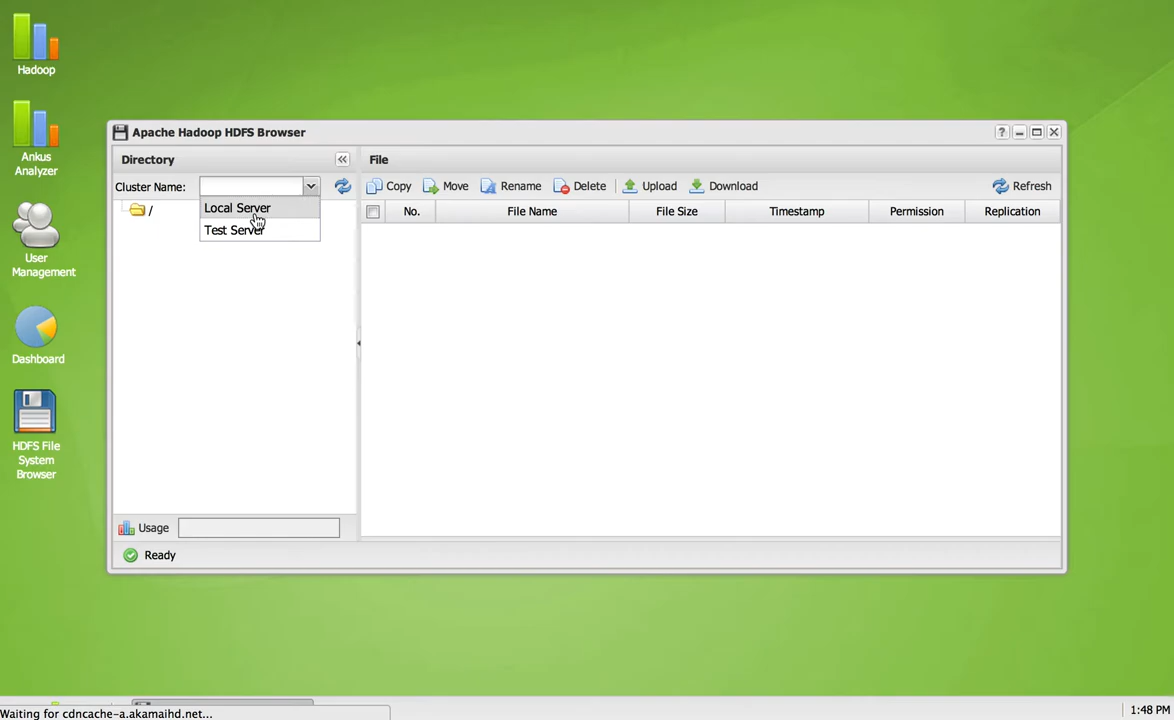 Hadoop
Ankus
Analyzer
User
Management
Dashboard
HDFS File
System
Browser
Apache Hadoop HDFS Browser
?
Directory
Cluster Name:
Local Server
Test Server
/
Usage
Ready
File
Copy Move Rename Delete Upload Download Refresh
No. File Name File Size Timestamp Permission Replication
Waiting for cdncache-a.akamaihd.net...
1:48 PM